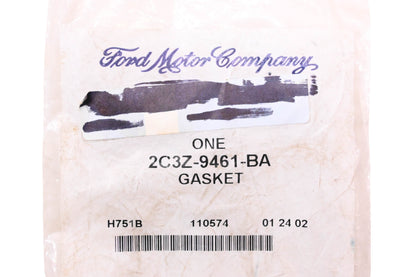 Ford Motor Company
ONE
2C3Z-9461-BA
GASKET
H751B 110574 01 24 02